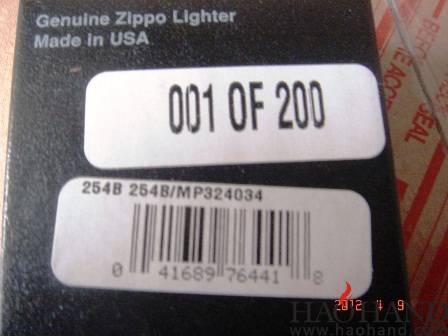 Genuine Zippo Lighter
Made in USA
001 OF 200
254B 254B/MP324034
0 41689 76441 8
2012 4 9
HAOHAND
www.haohand.com